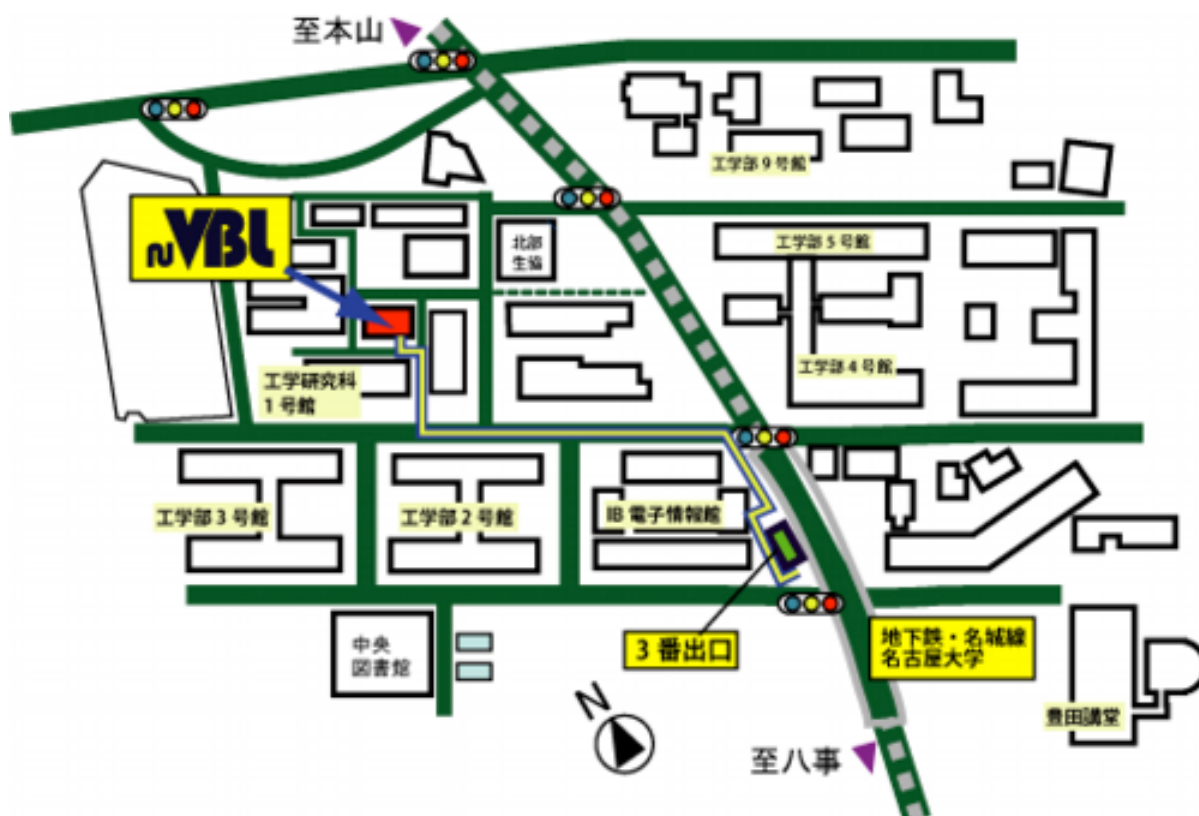 至本山
工学部9号館
VBL
北部
生協
工学部5号館
工学研究科
1号館
工学部4号館
工学部3号館
工学部2号館
IB電子情報館
中央
図書館
3番出口
地下鉄・名城線
名古屋大学
豊田講堂
N
至八事